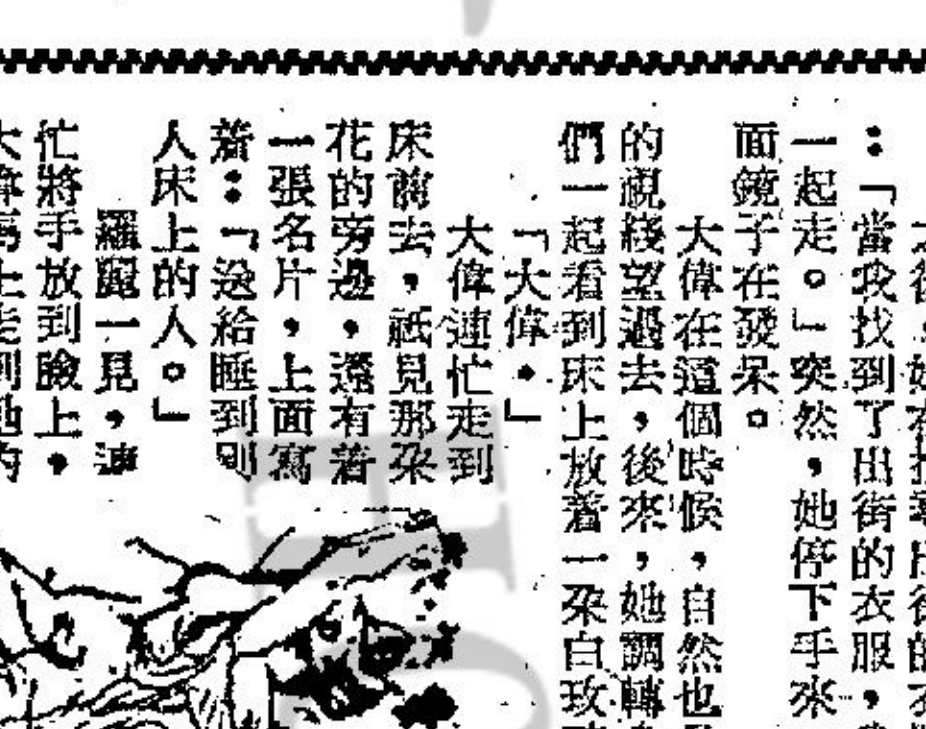 ：「當我找到了出街的衣服，
一起走。」突然，她停下手來
面鏡子在發呆。
大偉在這個時候，自然也
的視綫望過去，後來，她調轉
們一起看到床上放着一朶白玫
「大偉．」
大偉連忙走到
床前去，祇見那朶
花的旁邊，還有着
一張名片，上面寫
着：「送給睡到別
人床上的人。」
羅麗一見，連
忙將手放到臉上，